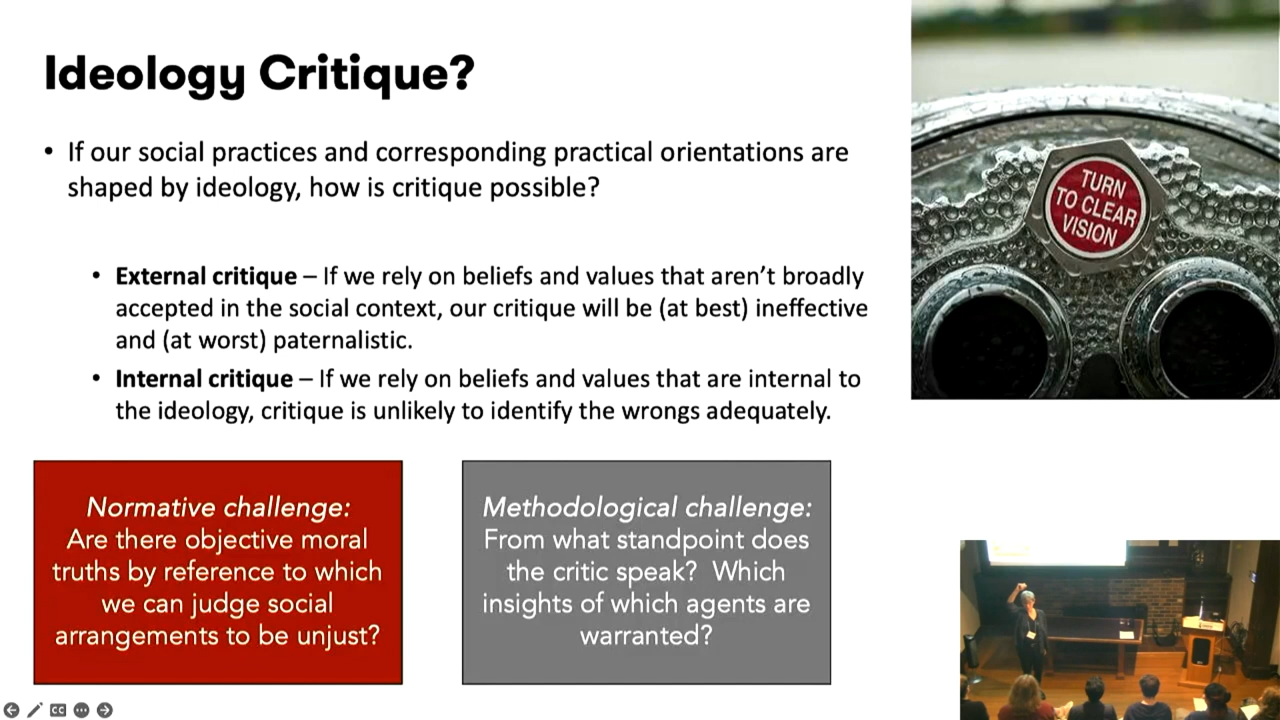 Ideology Critique?
• If our social practices and corresponding practical orientations are
shaped by ideology, how is critique possible?
• External critique – If we rely on beliefs and values that aren’t broadly
accepted in the social context, our critique will be (at best) ineffective
and (at worst) paternalistic.
• Internal critique – If we rely on beliefs and values that are internal to
the ideology, critique is unlikely to identify the wrongs adequately.
Normative challenge:
Are there objective moral
truths by reference to which
we can judge social
arrangements to be unjust?
Methodological challenge:
From what standpoint does
the critic speak?  Which
insights of which agents are
warranted?
TURN
TO CLEAR
VISION
CC